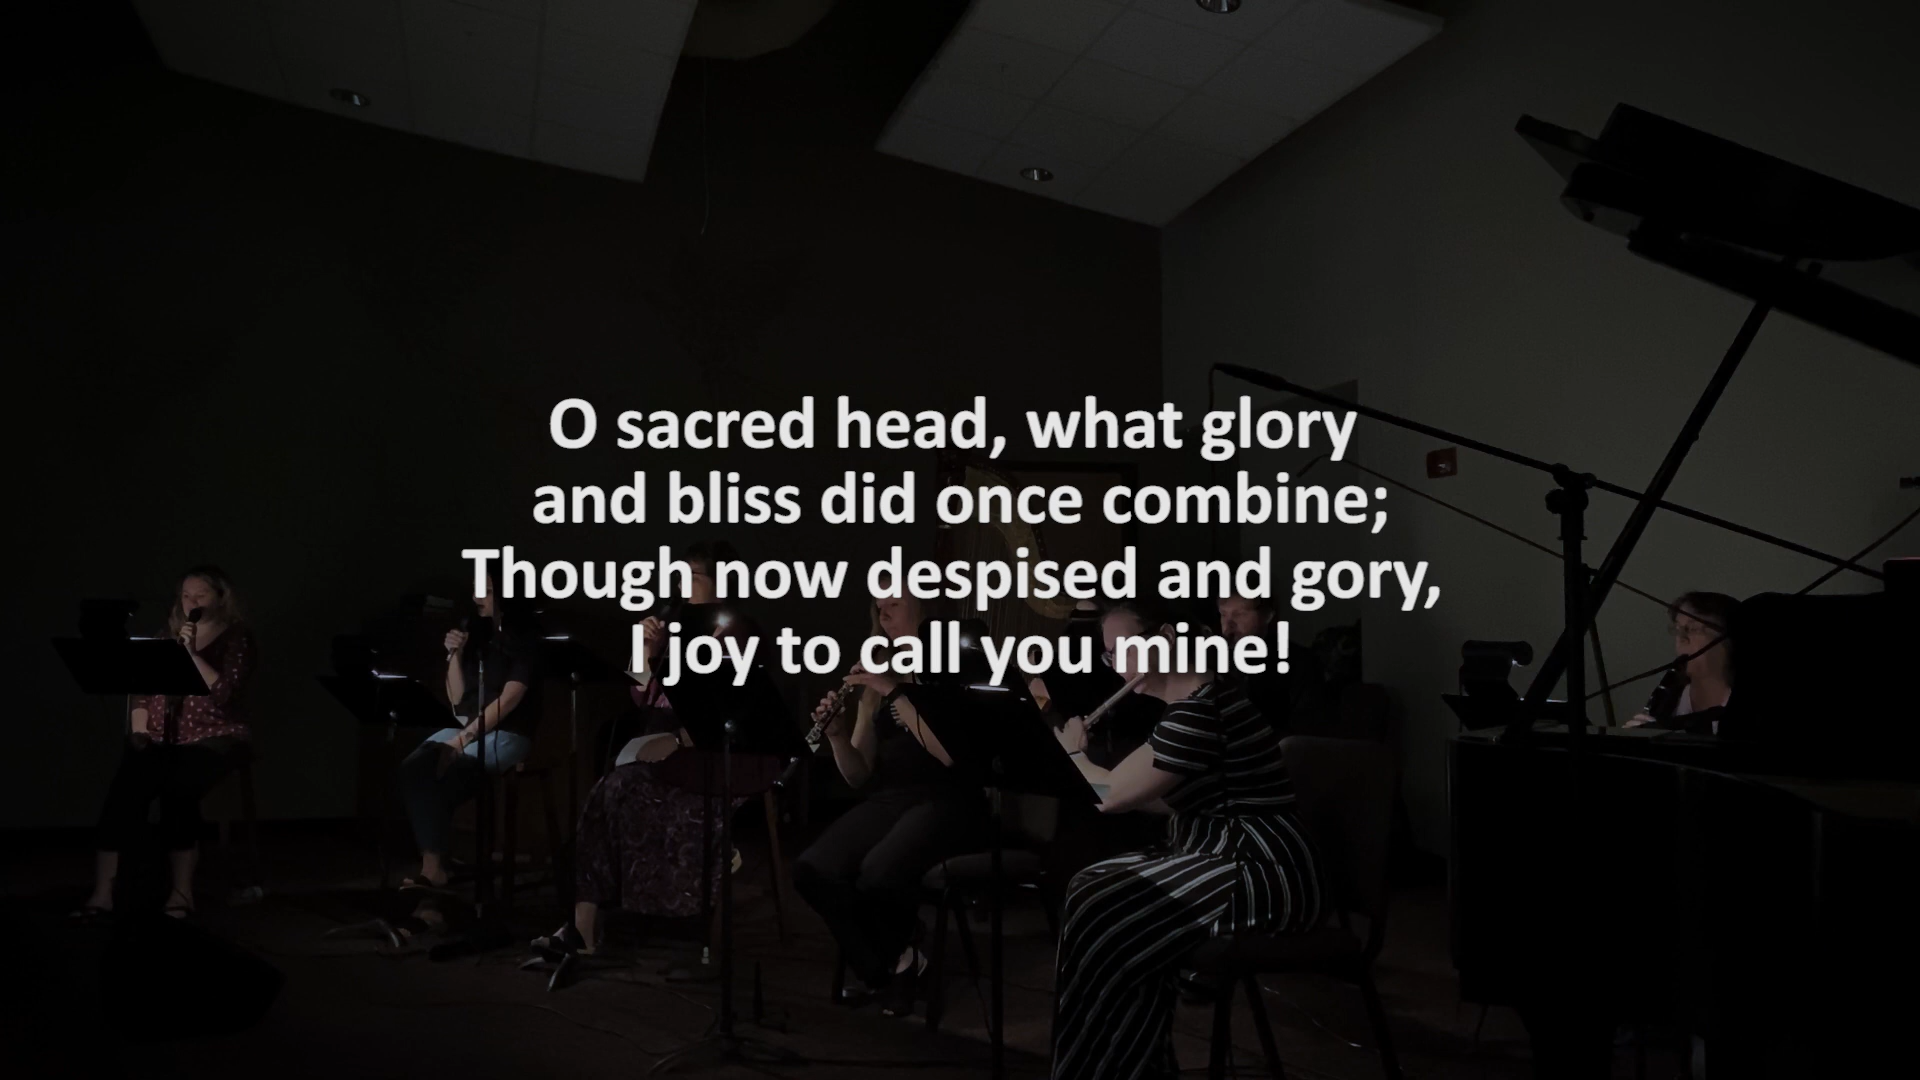 O sacred head, what glory
and bliss did once combine;
Though now despised and gory,
I joy to call you mine!